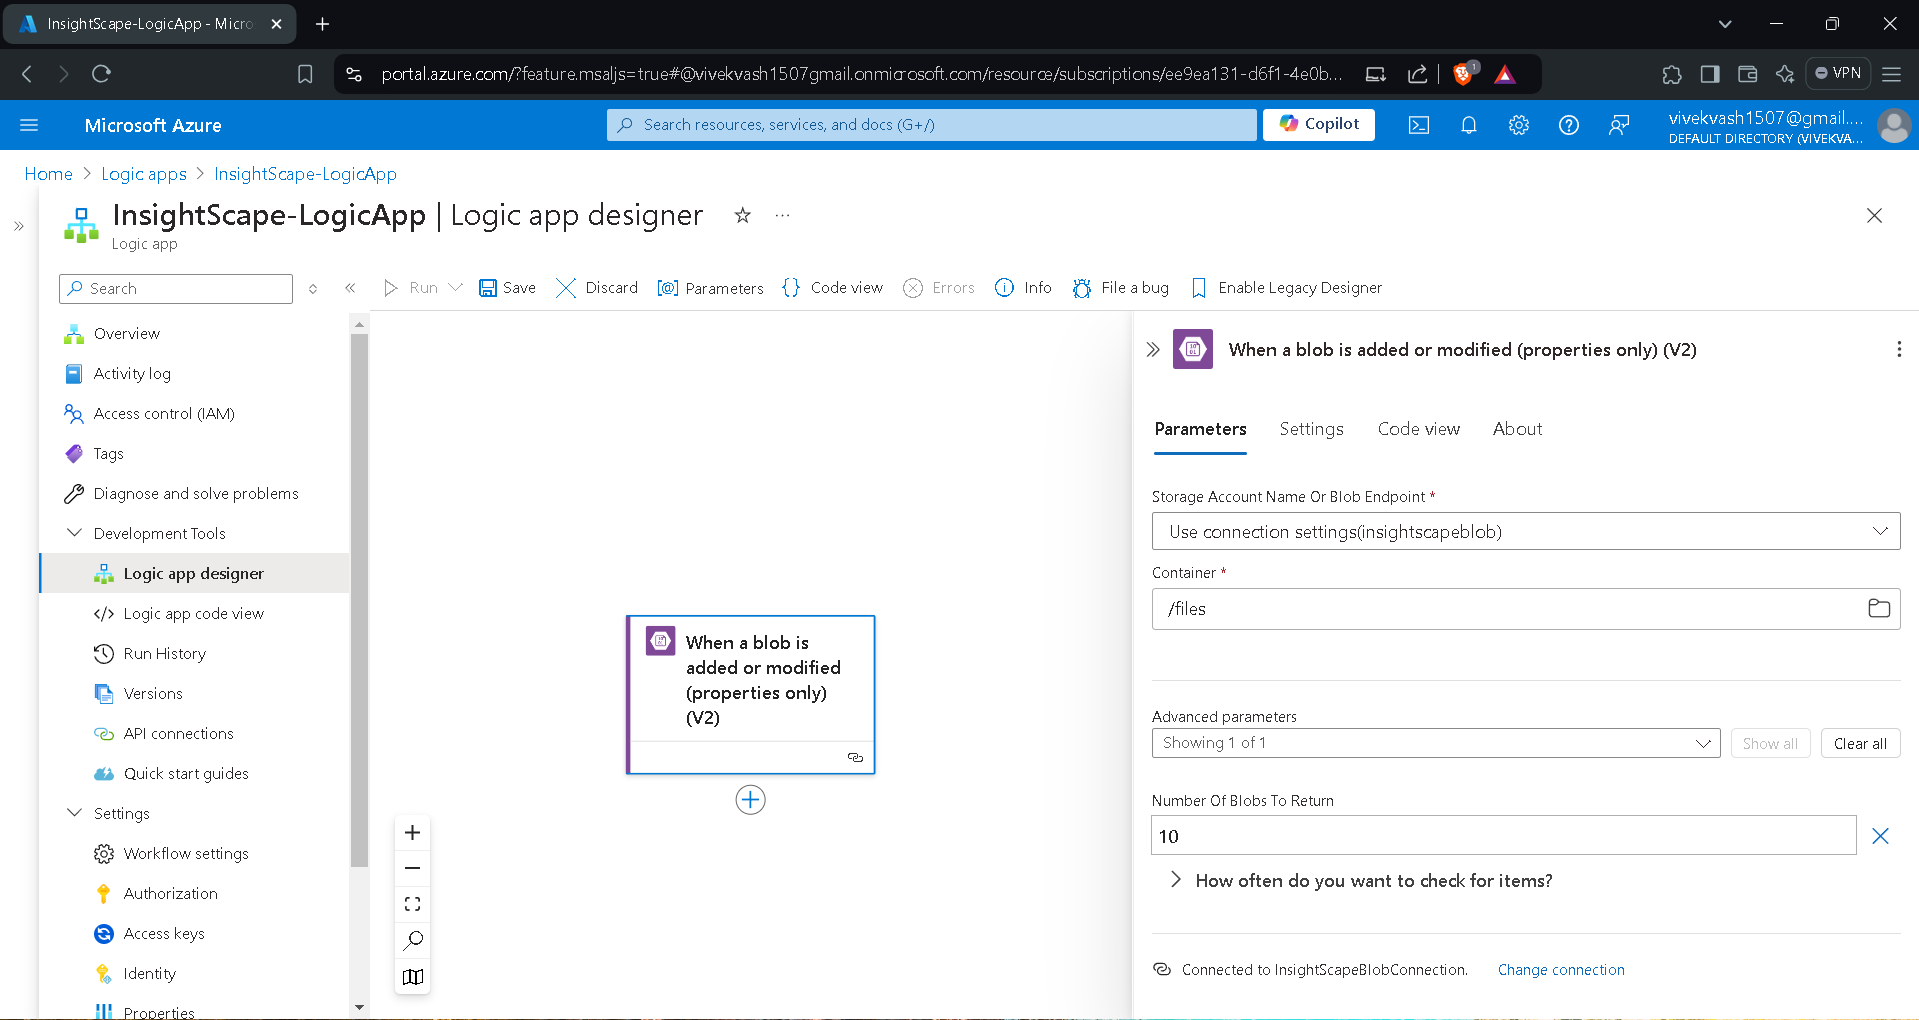 InsightScape-LogicApp - Micro
portal.azure.com/?feature.msaljs=true#@vivekvash1507gmail.onmicrosoft.com/resource/subscriptions/ee9ea131-d6f1-4e0b...
1
VPN
Microsoft Azure
Search resources, services, and docs (G+/)
Copilot
vivekvash1507@gmail....
DEFAULT DIRECTORY (VIVEKVA...
Home > Logic apps > InsightScape-LogicApp
InsightScape-LogicApp | Logic app designer
Logic app
Search
Run
Save
Discard
Parameters
Code view
Errors
Info
File a bug
Enable Legacy Designer
Overview
Activity log
Access control (IAM)
Tags
Diagnose and solve problems
Development Tools
Logic app designer
Logic app code view
Run History
Versions
API connections
Quick start guides
Settings
Workflow settings
Authorization
Access keys
Identity
Properties
When a blob is
added or modified
(properties only)
(V2)
When a blob is added or modified (properties only) (V2)
Parameters
Settings
Code view
About
Storage Account Name Or Blob Endpoint *
Use connection settings(insightscapeblob)
Container *
/files
Advanced parameters
Showing 1 of 1
Show all
Clear all
Number Of Blobs To Return
10
How often do you want to check for items?
Connected to InsightScapeBlobConnection.
Change connection